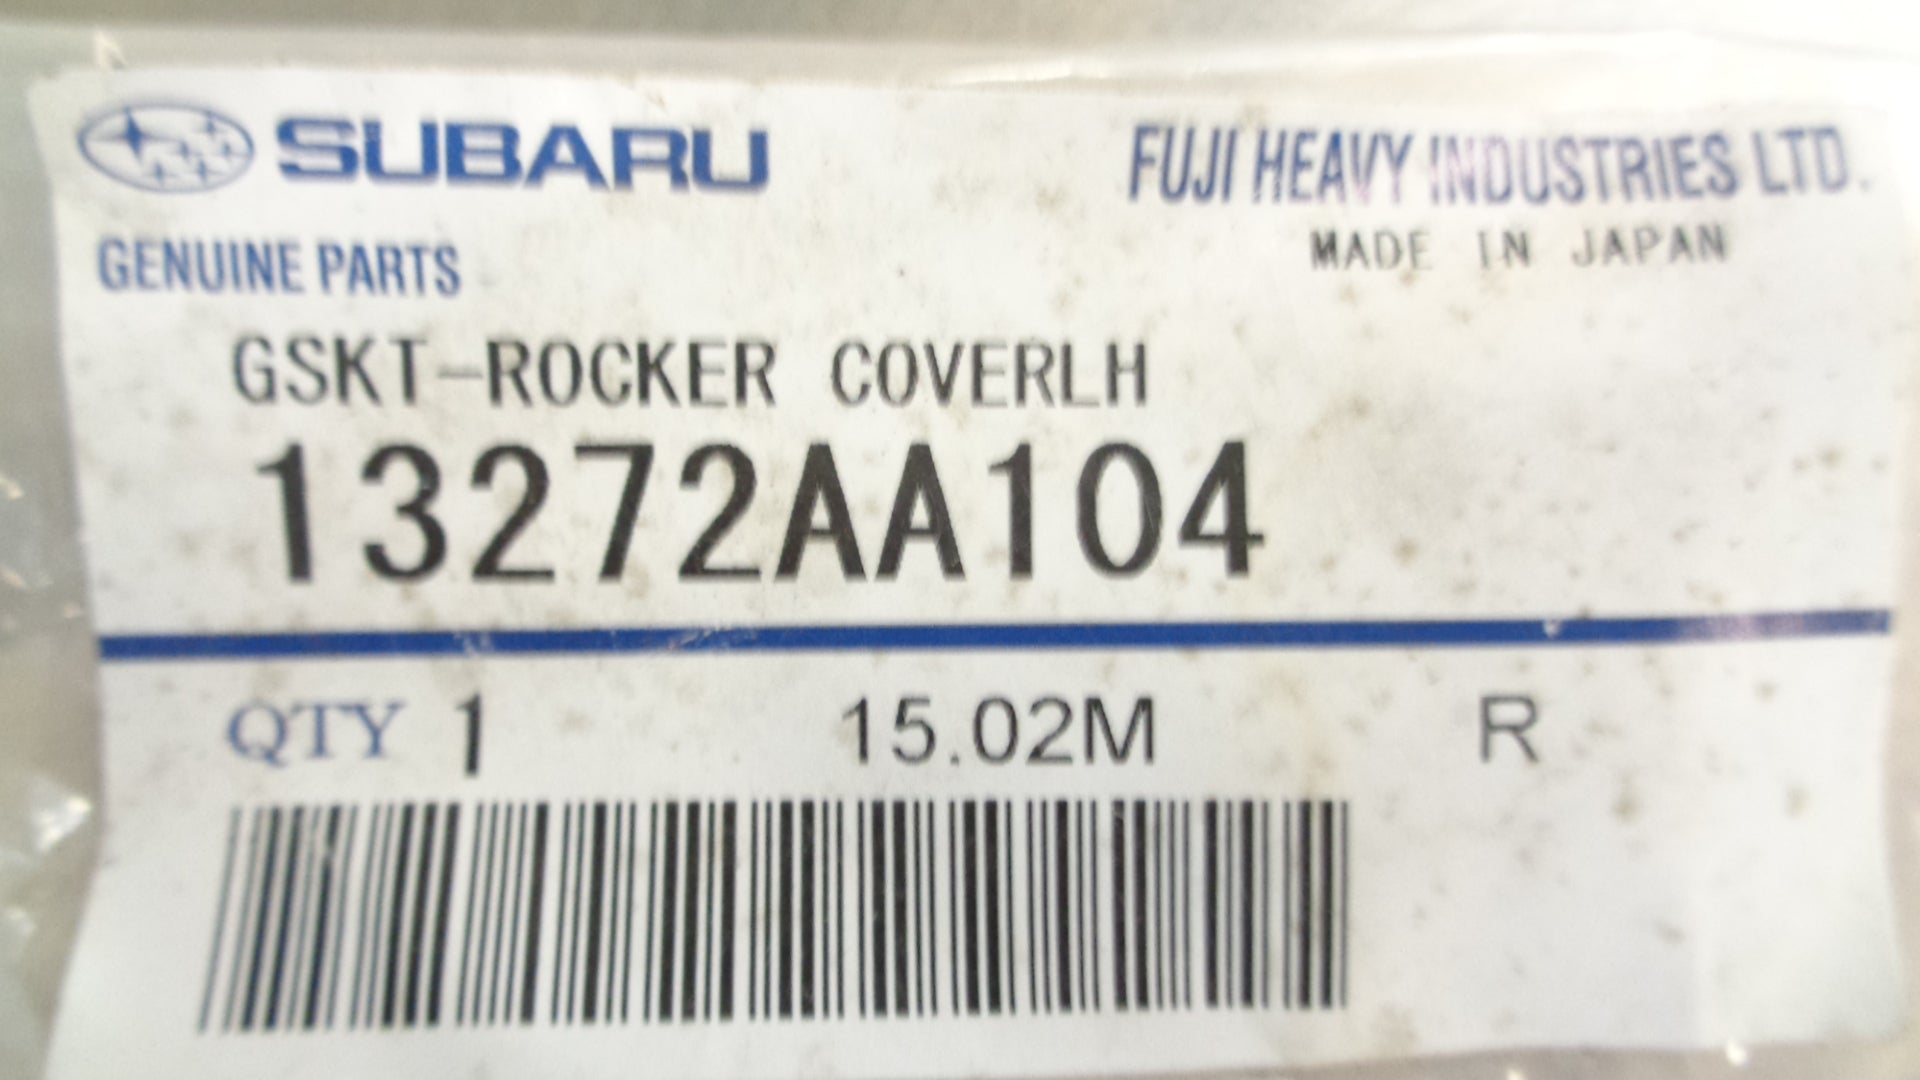 SUBARU
FUJI HEAVY INDUSTRIES LTD.
MADE IN JAPAN
GENUINE PARTS
GSKT-ROCKER COVERLH
13272AA104
QTY 1 15.02M R